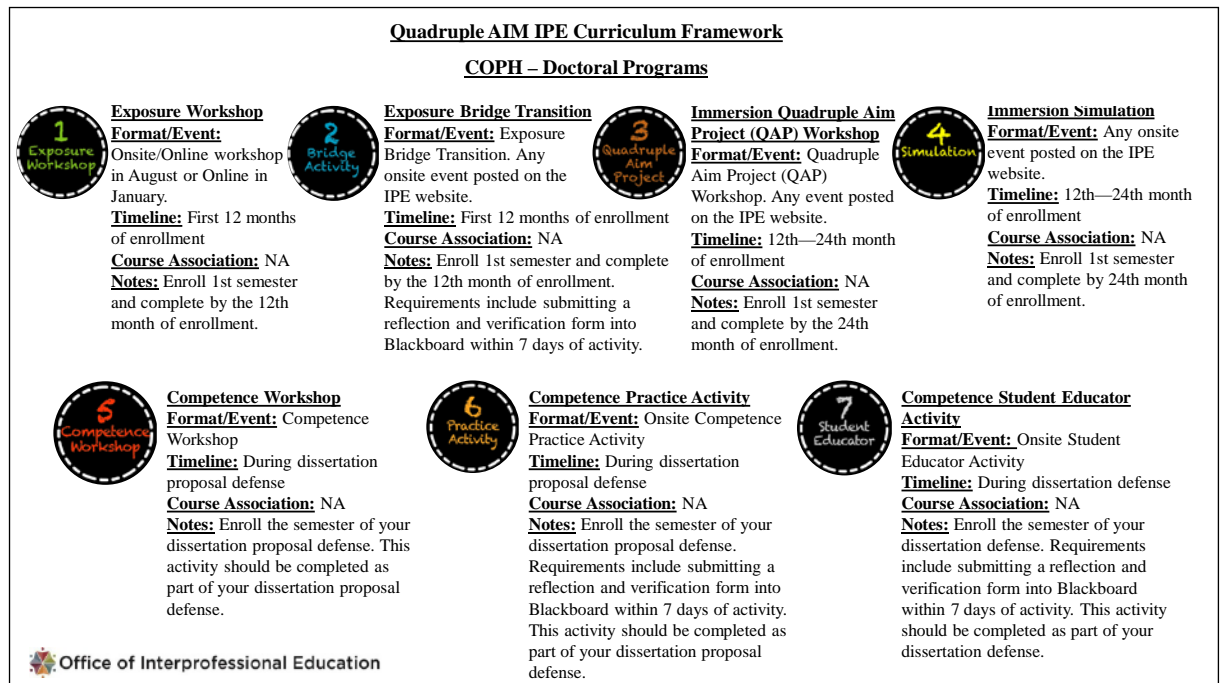 Quadruple AIM IPE Curriculum Framework
COPH – Doctoral Programs
1
Exposure
Workshop
Exposure Workshop
Format/Event:
Onsite/Online workshop
in August or Online in
January.
Timeline: First 12 months
of enrollment
Course Association: NA
Notes: Enroll 1st semester
and complete by the 12th
month of enrollment.
2
Bridge
Activity
Exposure Bridge Transition
Format/Event: Exposure
Bridge Transition. Any
onsite event posted on the
IPE website.
Timeline: First 12 months of enrollment
Course Association: NA
Notes: Enroll 1st semester and complete
by the 12th month of enrollment.
Requirements include submitting a
reflection and verification form into
Blackboard within 7 days of activity.
3
Quadruple
Aim
Project
Immersion Quadruple Aim
Project (QAP) Workshop
Format/Event: Quadruple
Aim Project (QAP)
Workshop. Any event posted
on the IPE website.
Timeline: 12th—24th month
of enrollment
Course Association: NA
Notes: Enroll 1st semester
and complete by the 24th
month of enrollment.
4
Simulation
Immersion Simulation
Format/Event: Any onsite
event posted on the IPE
website.
Timeline: 12th—24th month
of enrollment
Course Association: NA
Notes: Enroll 1st semester
and complete by 24th month
of enrollment.
5
Competence
Workshop
Competence Workshop
Format/Event: Competence
Workshop
Timeline: During dissertation
proposal defense
Course Association: NA
Notes: Enroll the semester of your
dissertation proposal defense. This
activity should be completed as
part of your dissertation proposal
defense.
6
Practice
Activity
Competence Practice Activity
Format/Event: Onsite Competence
Practice Activity
Timeline: During dissertation
proposal defense
Course Association: NA
Notes: Enroll the semester of your
dissertation proposal defense.
Requirements include submitting a
reflection and verification form into
Blackboard within 7 days of activity.
This activity should be completed as
part of your dissertation proposal
defense.
7
Student
Educator
Competence Student Educator
Activity
Format/Event: Onsite Student
Educator Activity
Timeline: During dissertation defense
Course Association: NA
Notes: Enroll the semester of your
dissertation defense. Requirements
include submitting a reflection and
verification form into Blackboard
within 7 days of activity. This activity
should be completed as part of your
dissertation defense.
Office of Interprofessional Education